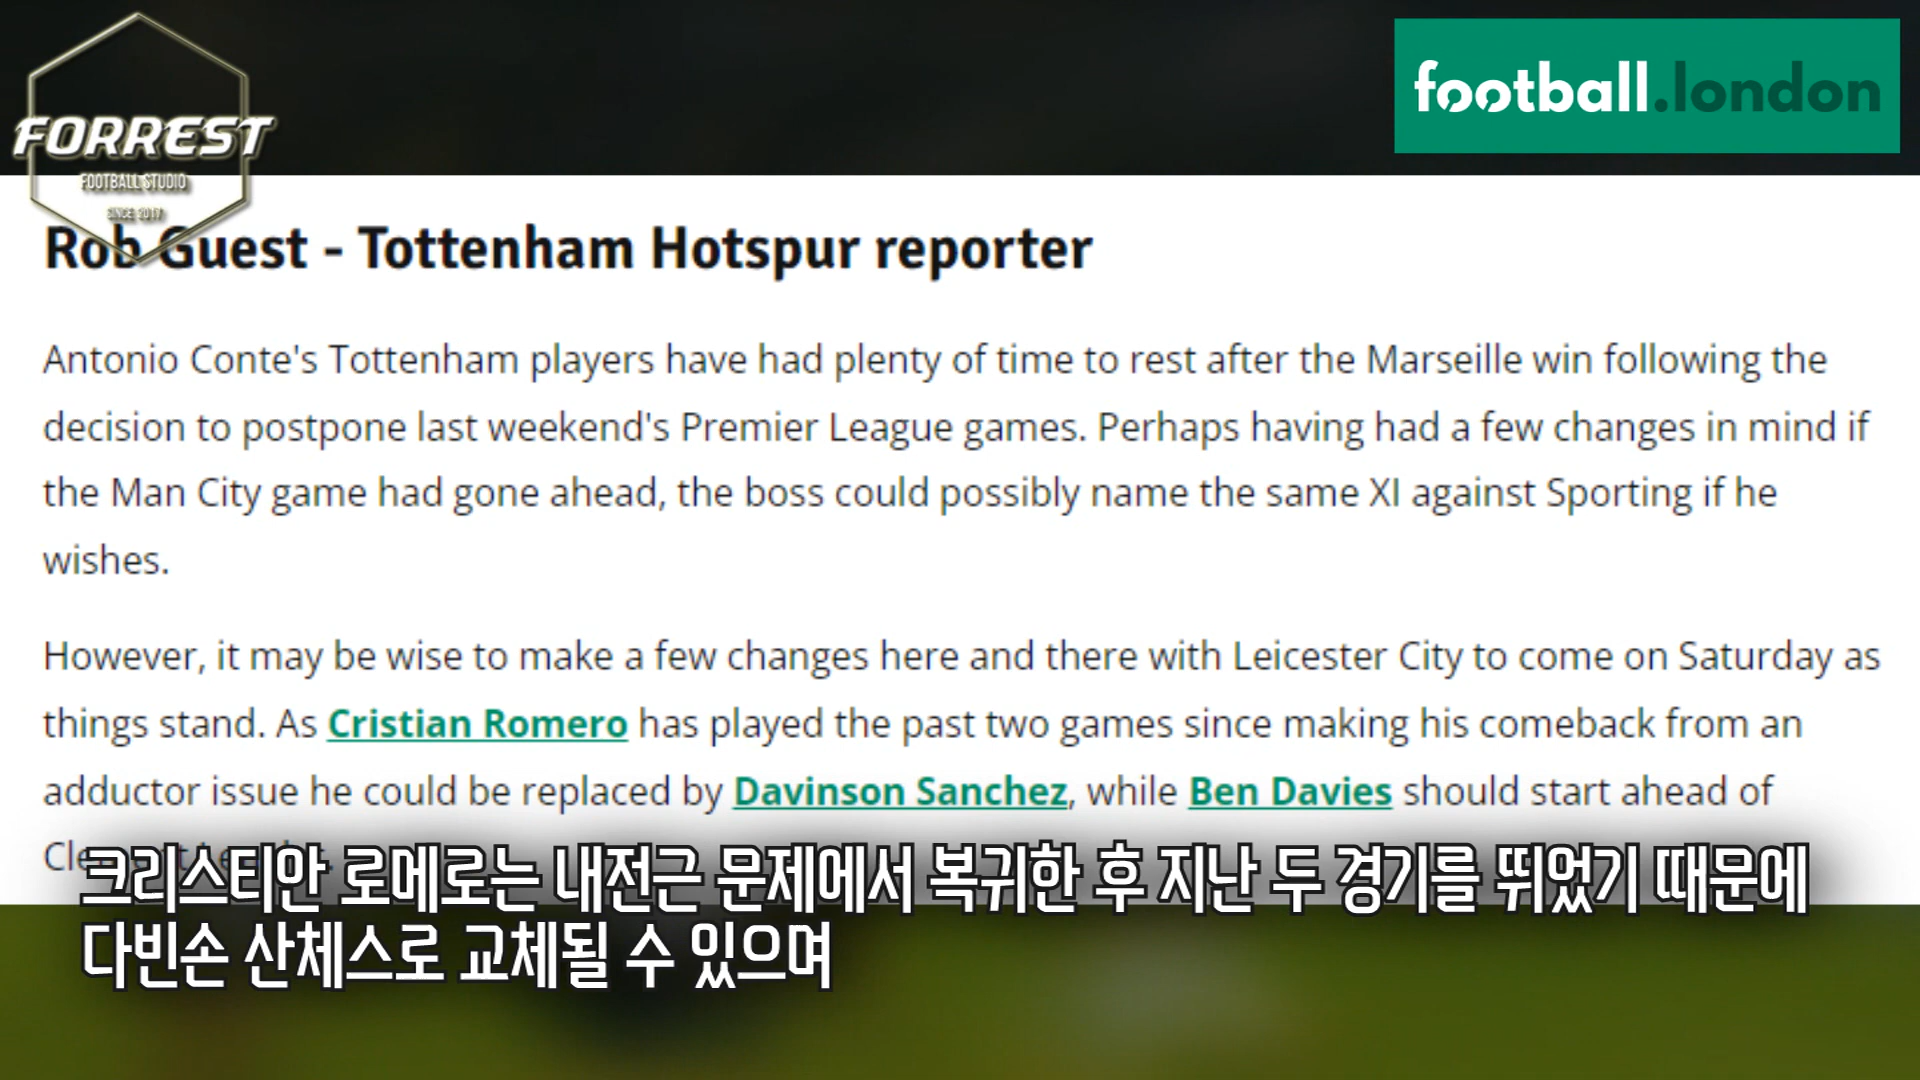 FORREST
FOOTBALL STUDIO
SINCE 2017
football.london
Rob Guest - Tottenham Hotspur reporter
Antonio Conte's Tottenham players have had plenty of time to rest after the Marseille win following the
decision to postpone last weekend's Premier League games. Perhaps having had a few changes in mind if
the Man City game had gone ahead, the boss could possibly name the same XI against Sporting if he
wishes.
However, it may be wise to make a few changes here and there with Leicester City to come on Saturday as
things stand. As Cristian Romero has played the past two games since making his comeback from an
adductor issue he could be replaced by Davinson Sanchez, while Ben Davies should start ahead of
크리스티안 로메로는 내전근 문제에서 복귀한 후 지난 두 경기를 뛰었기 때문에
다빈손 산체스로 교체될 수 있으며